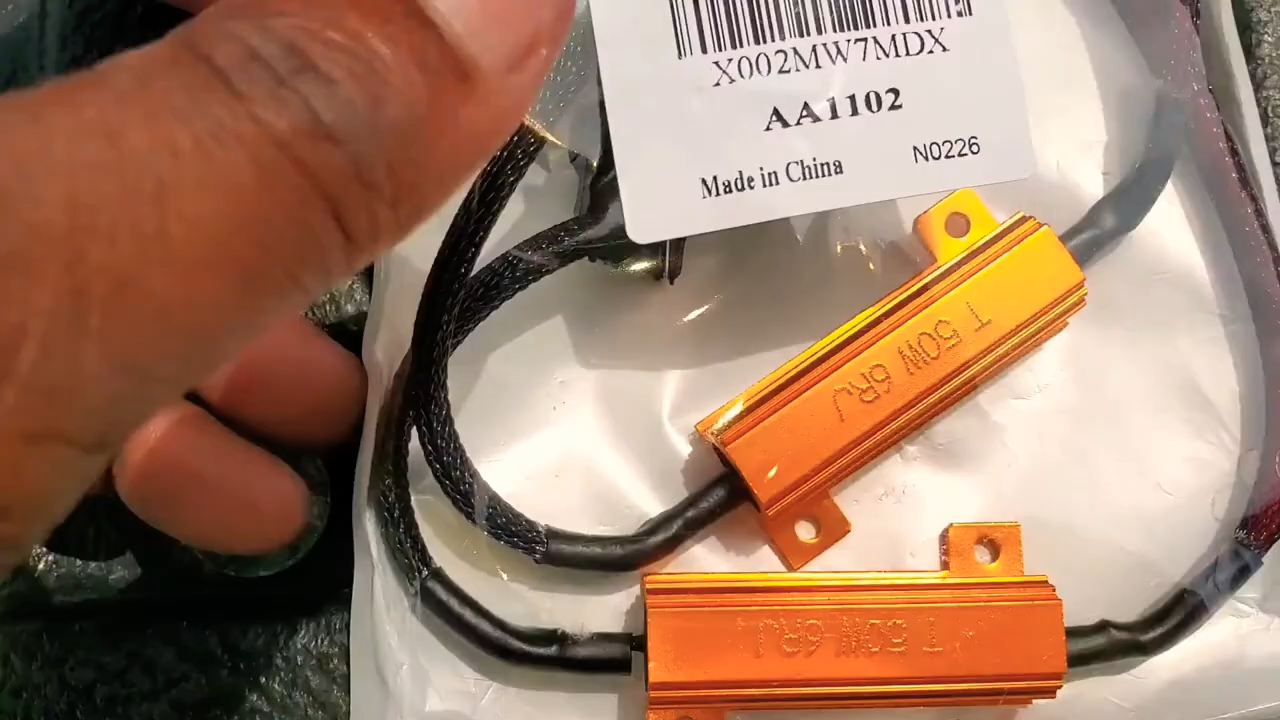 X002MW7MDX
AA1102
Made in China
N0226
T 50W 6RJ
T 50W 6RJ